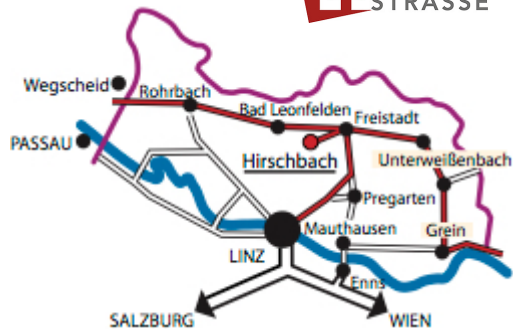 STRASSE
Wegscheid
Rohrbach
Bad Leonfelden
Freistadt
PASSAU
Hirschbach
Unterweißenbach
Pregarten
Mauthausen
Grein
LINZ
Enns
SALZBURG
WIEN